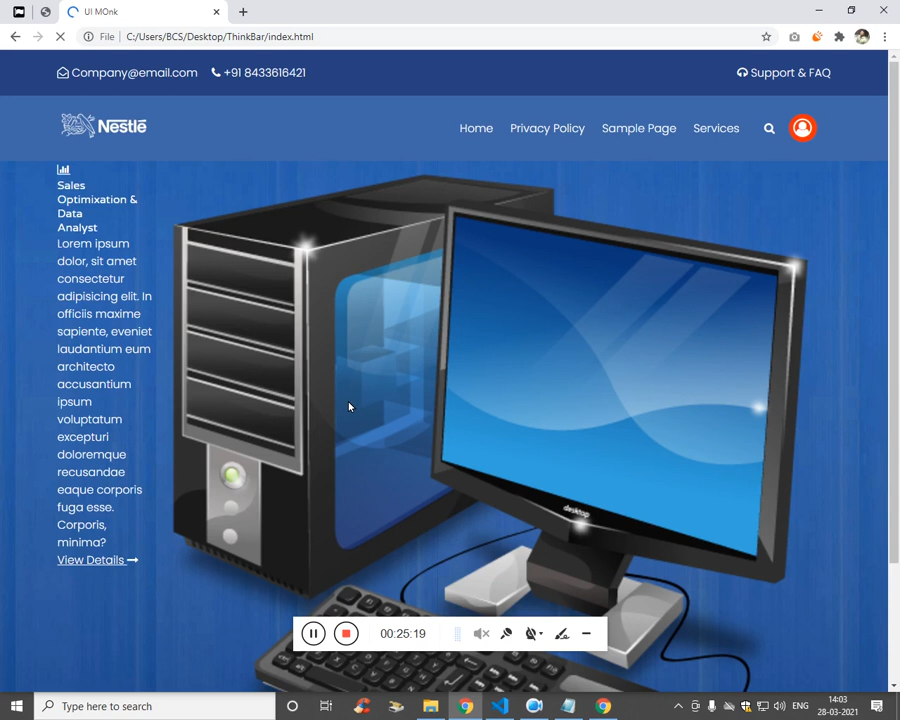 UI MOnk
File
C:/Users/BCS/Desktop/ThinkBar/index.html
Company@email.com
+91 8433616421
Support & FAQ
Nestle
Home
Privacy Policy
Sample Page
Services
Sales
Optimixation &
Data
Analyst
Lorem ipsum
dolor, sit amet
consectetur
adipisicing elit. In
officiis maxime
sapiente, eveniet
laudantium eum
architecto
accusantium
ipsum
voluptatum
excepturi
doloremque
recusandae
eaque corporis
fuga esse.
Corporis,
minima?
View Details
desktop
00:25:19
Type here to search
ENG
14:03
28-03-2021